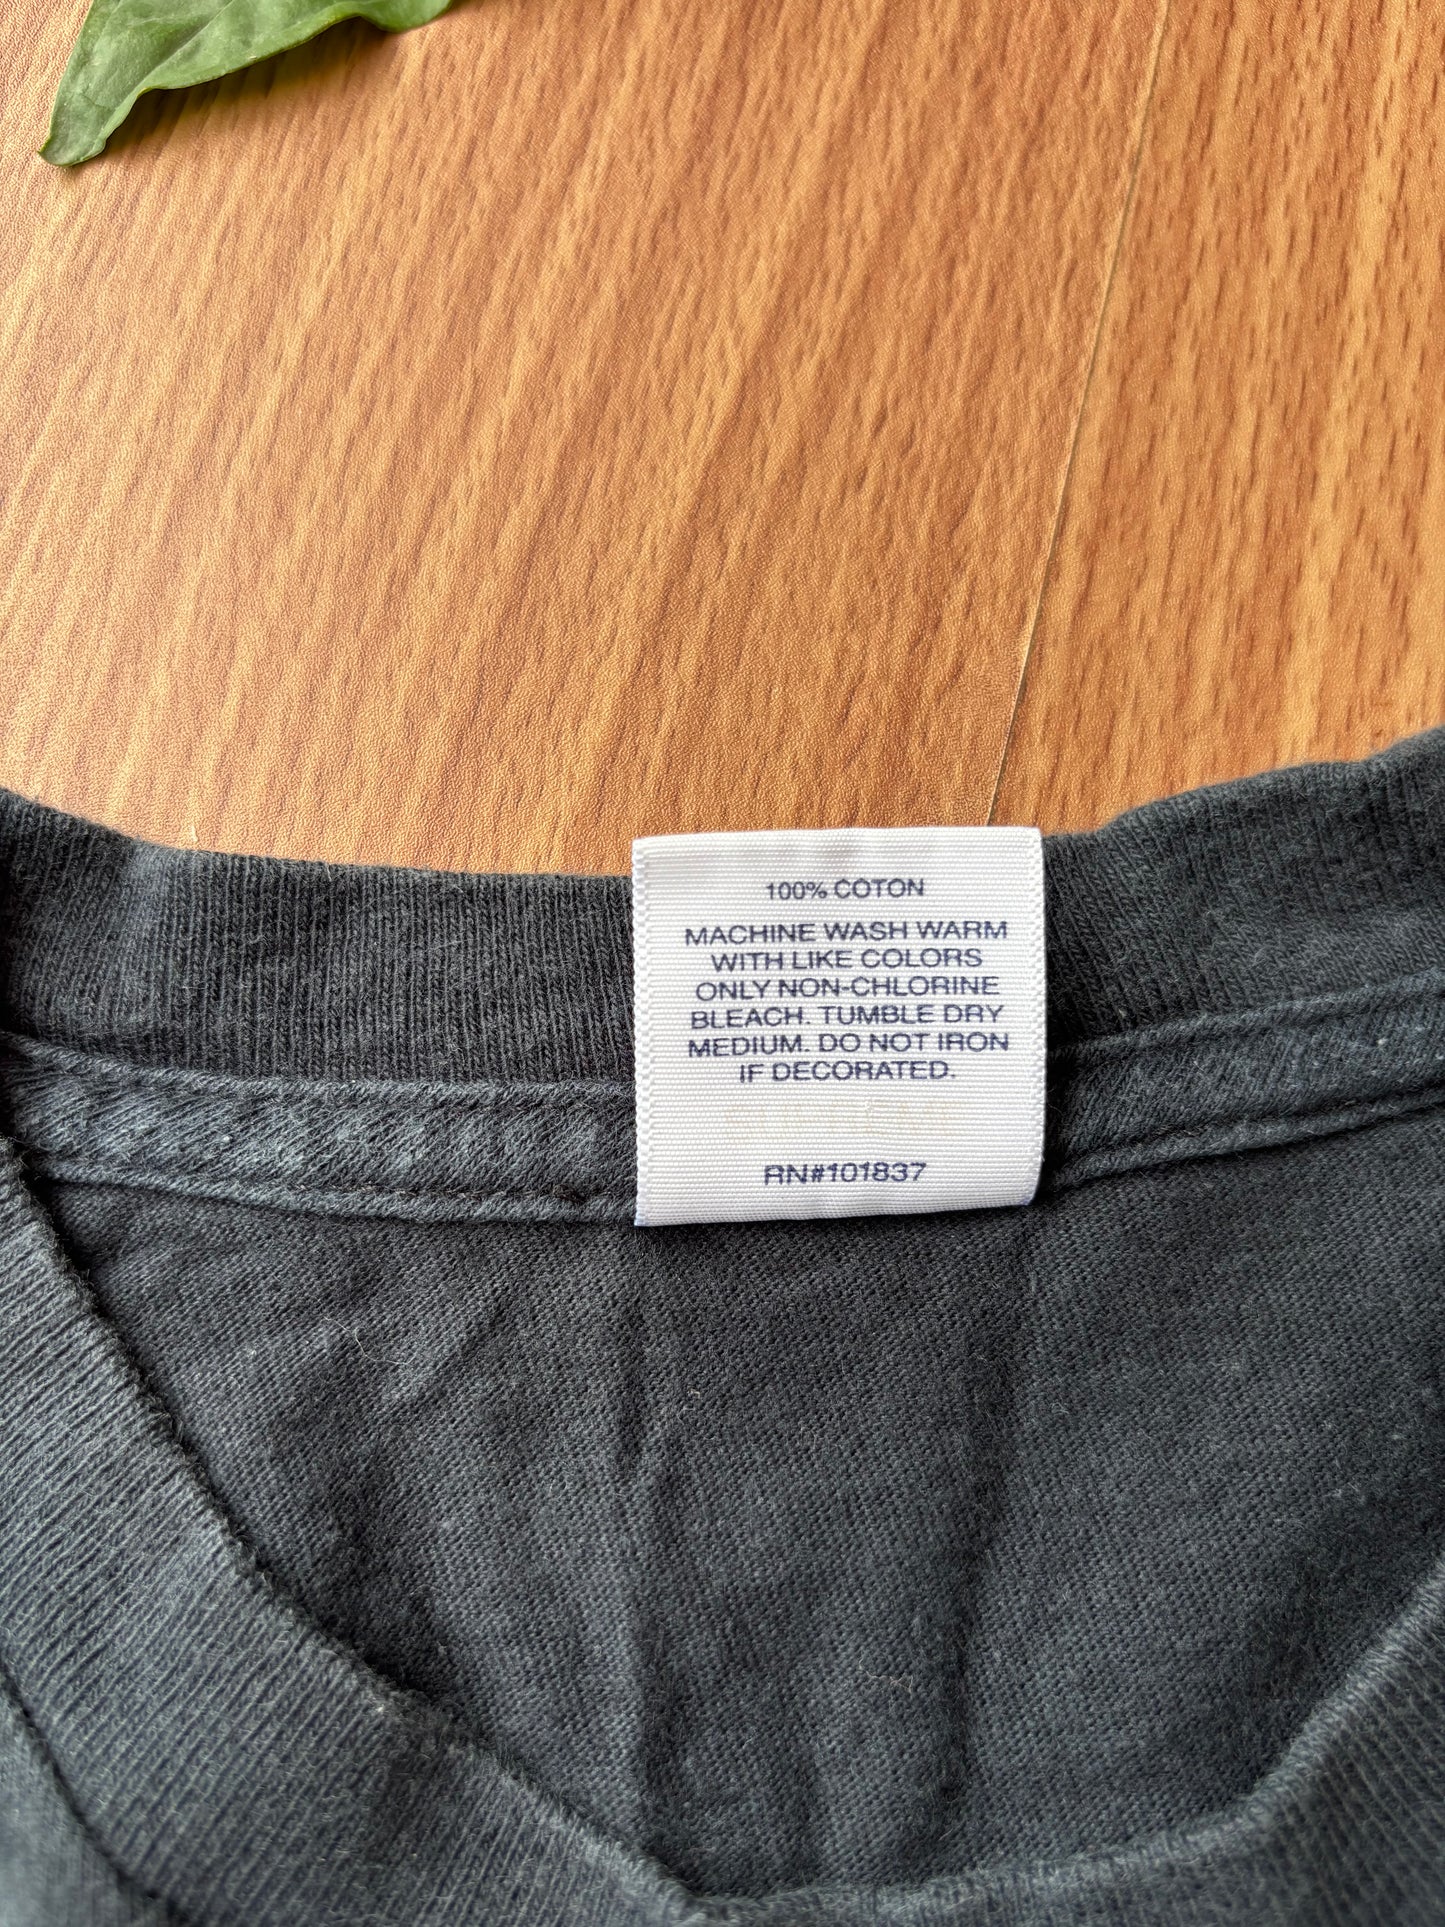 100% COTON
MACHINE WASH WARM
WITH LIKE COLORS
ONLY NON-CHLORINE
BLEACH. TUMBLE DRY
MEDIUM. DO NOT IRON
IF DECORATED.
RN#101837